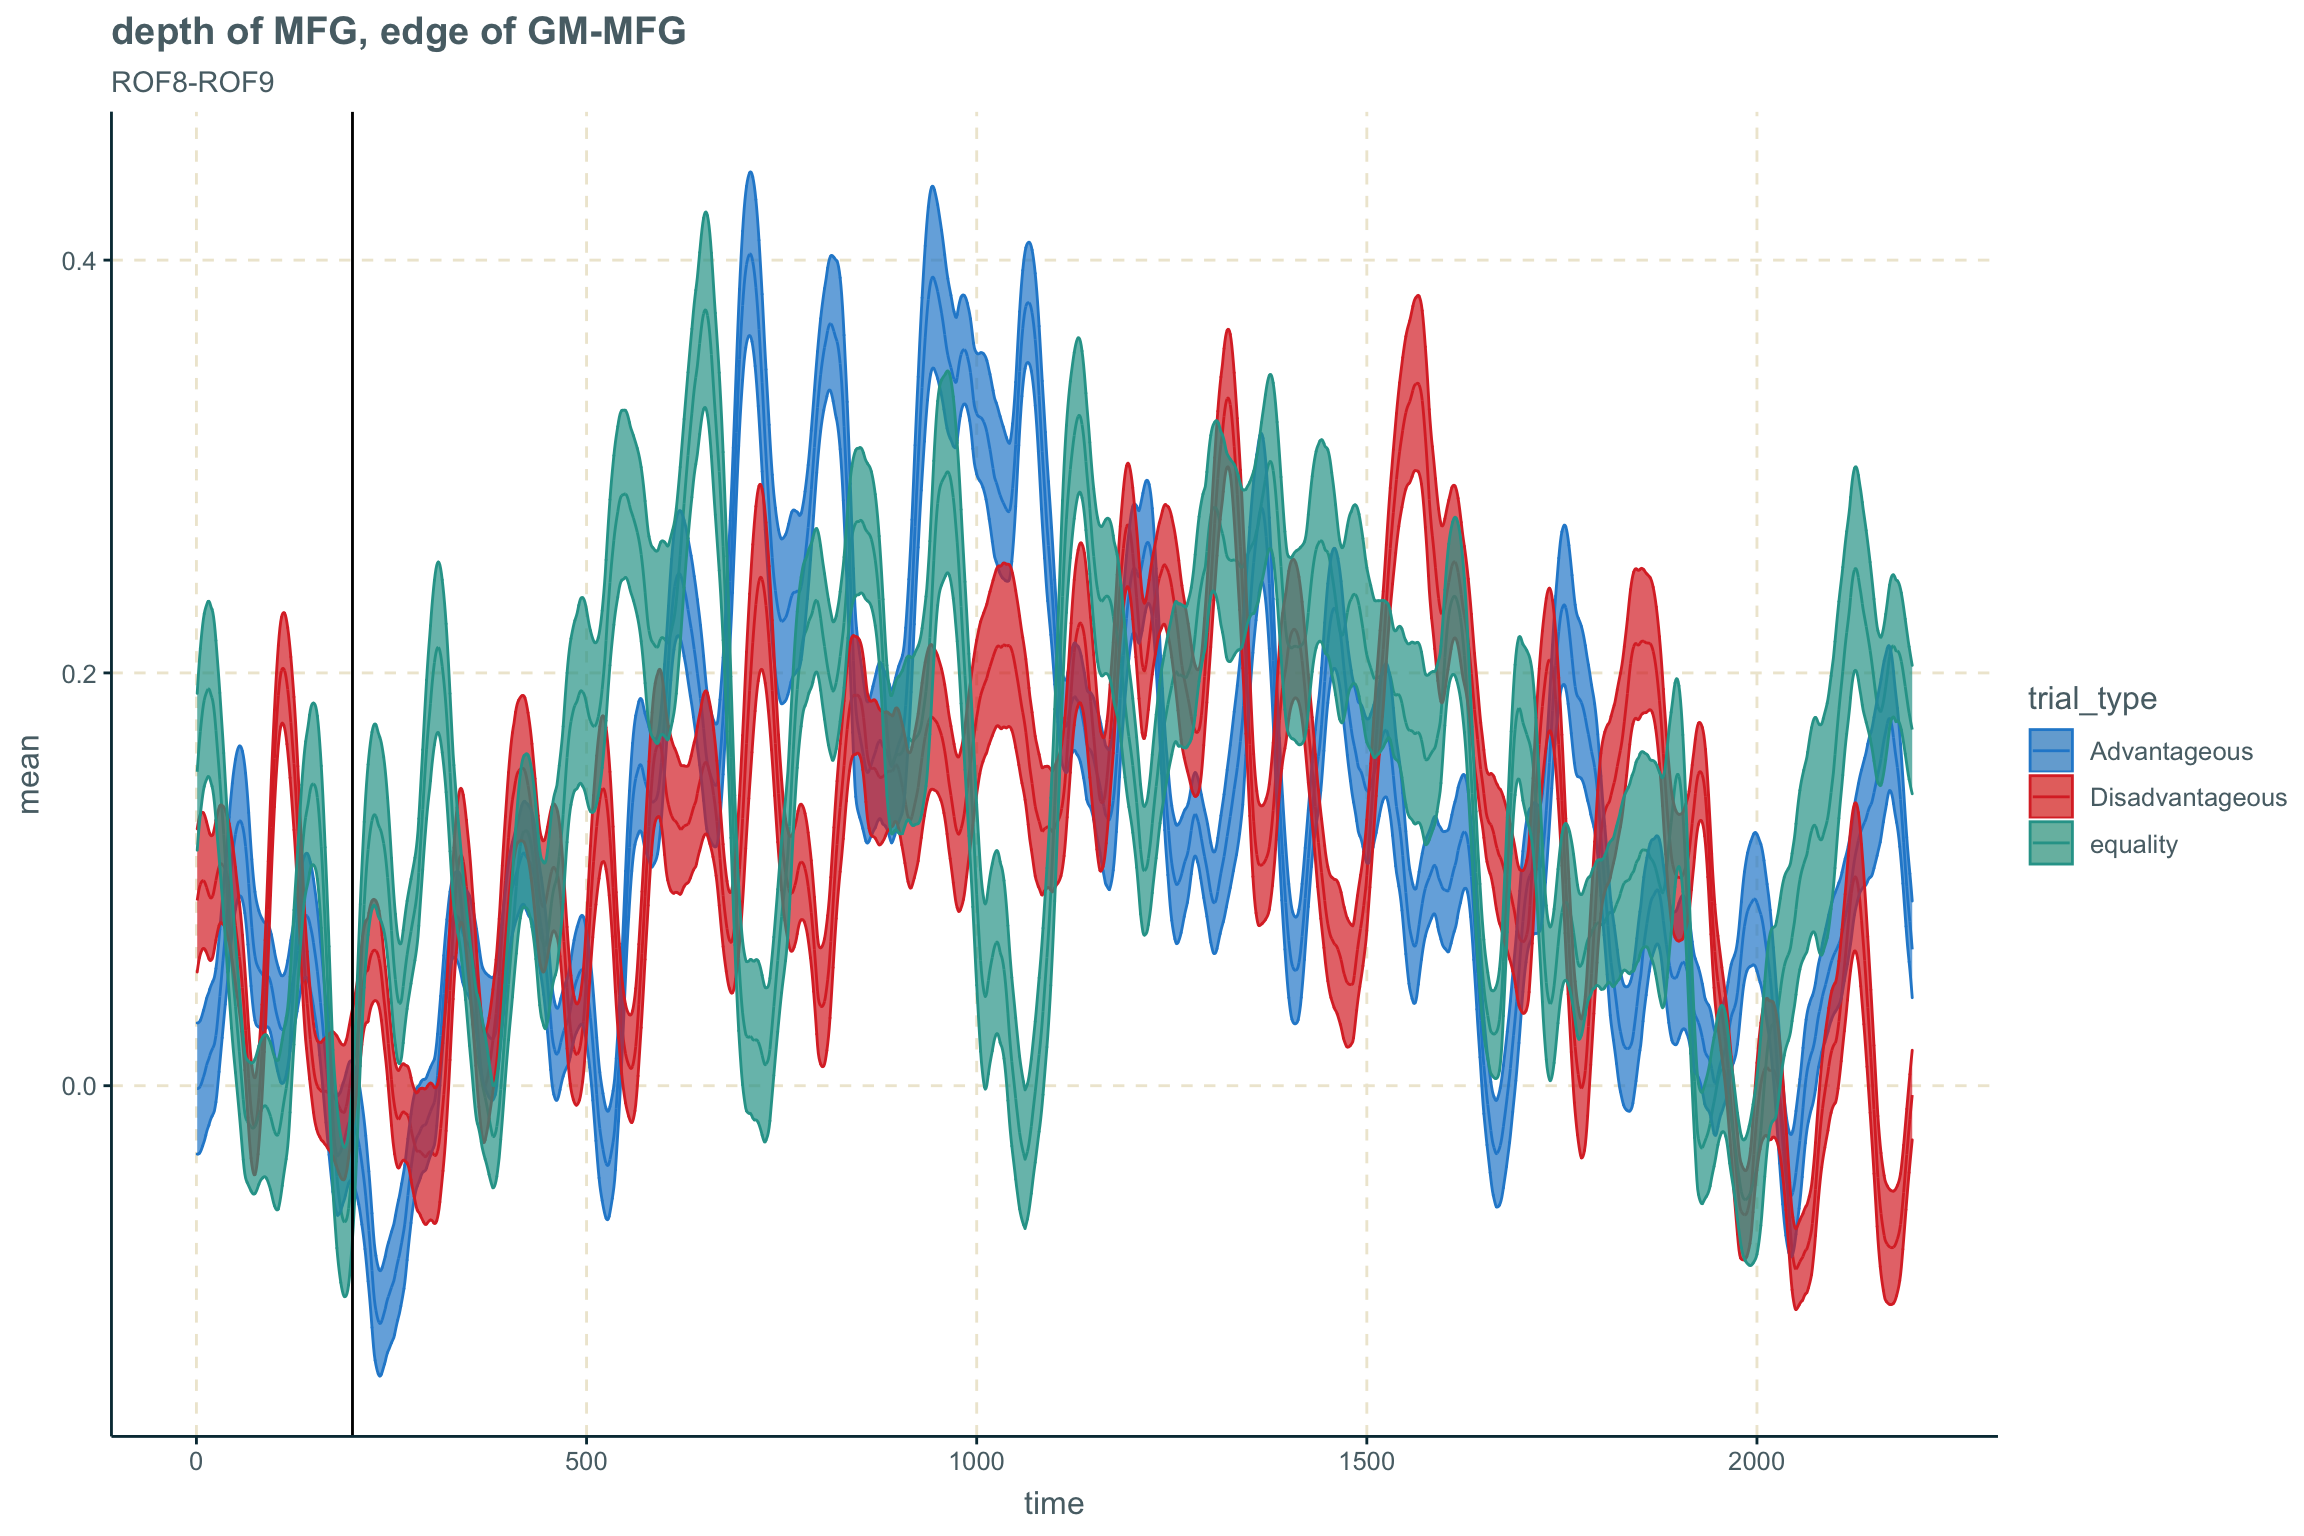 depth of MFG, edge of GM-MFG
ROF8-ROF9
mean
0.4
0.2
0.0
0
500
1000
1500
2000
time
trial_type
Advantageous
Disadvantageous
equality